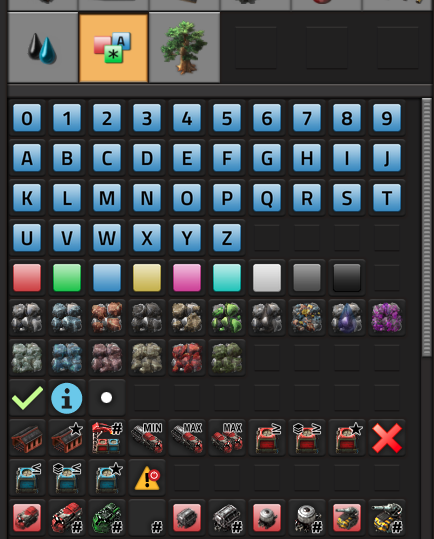 A
*
0 1 2 3 4 5 6 7 8 9
A B C D E F G H I J
K L M N O P Q R S T
U V W X Y Z
i
# MIN MAX MAX
# # # # # #